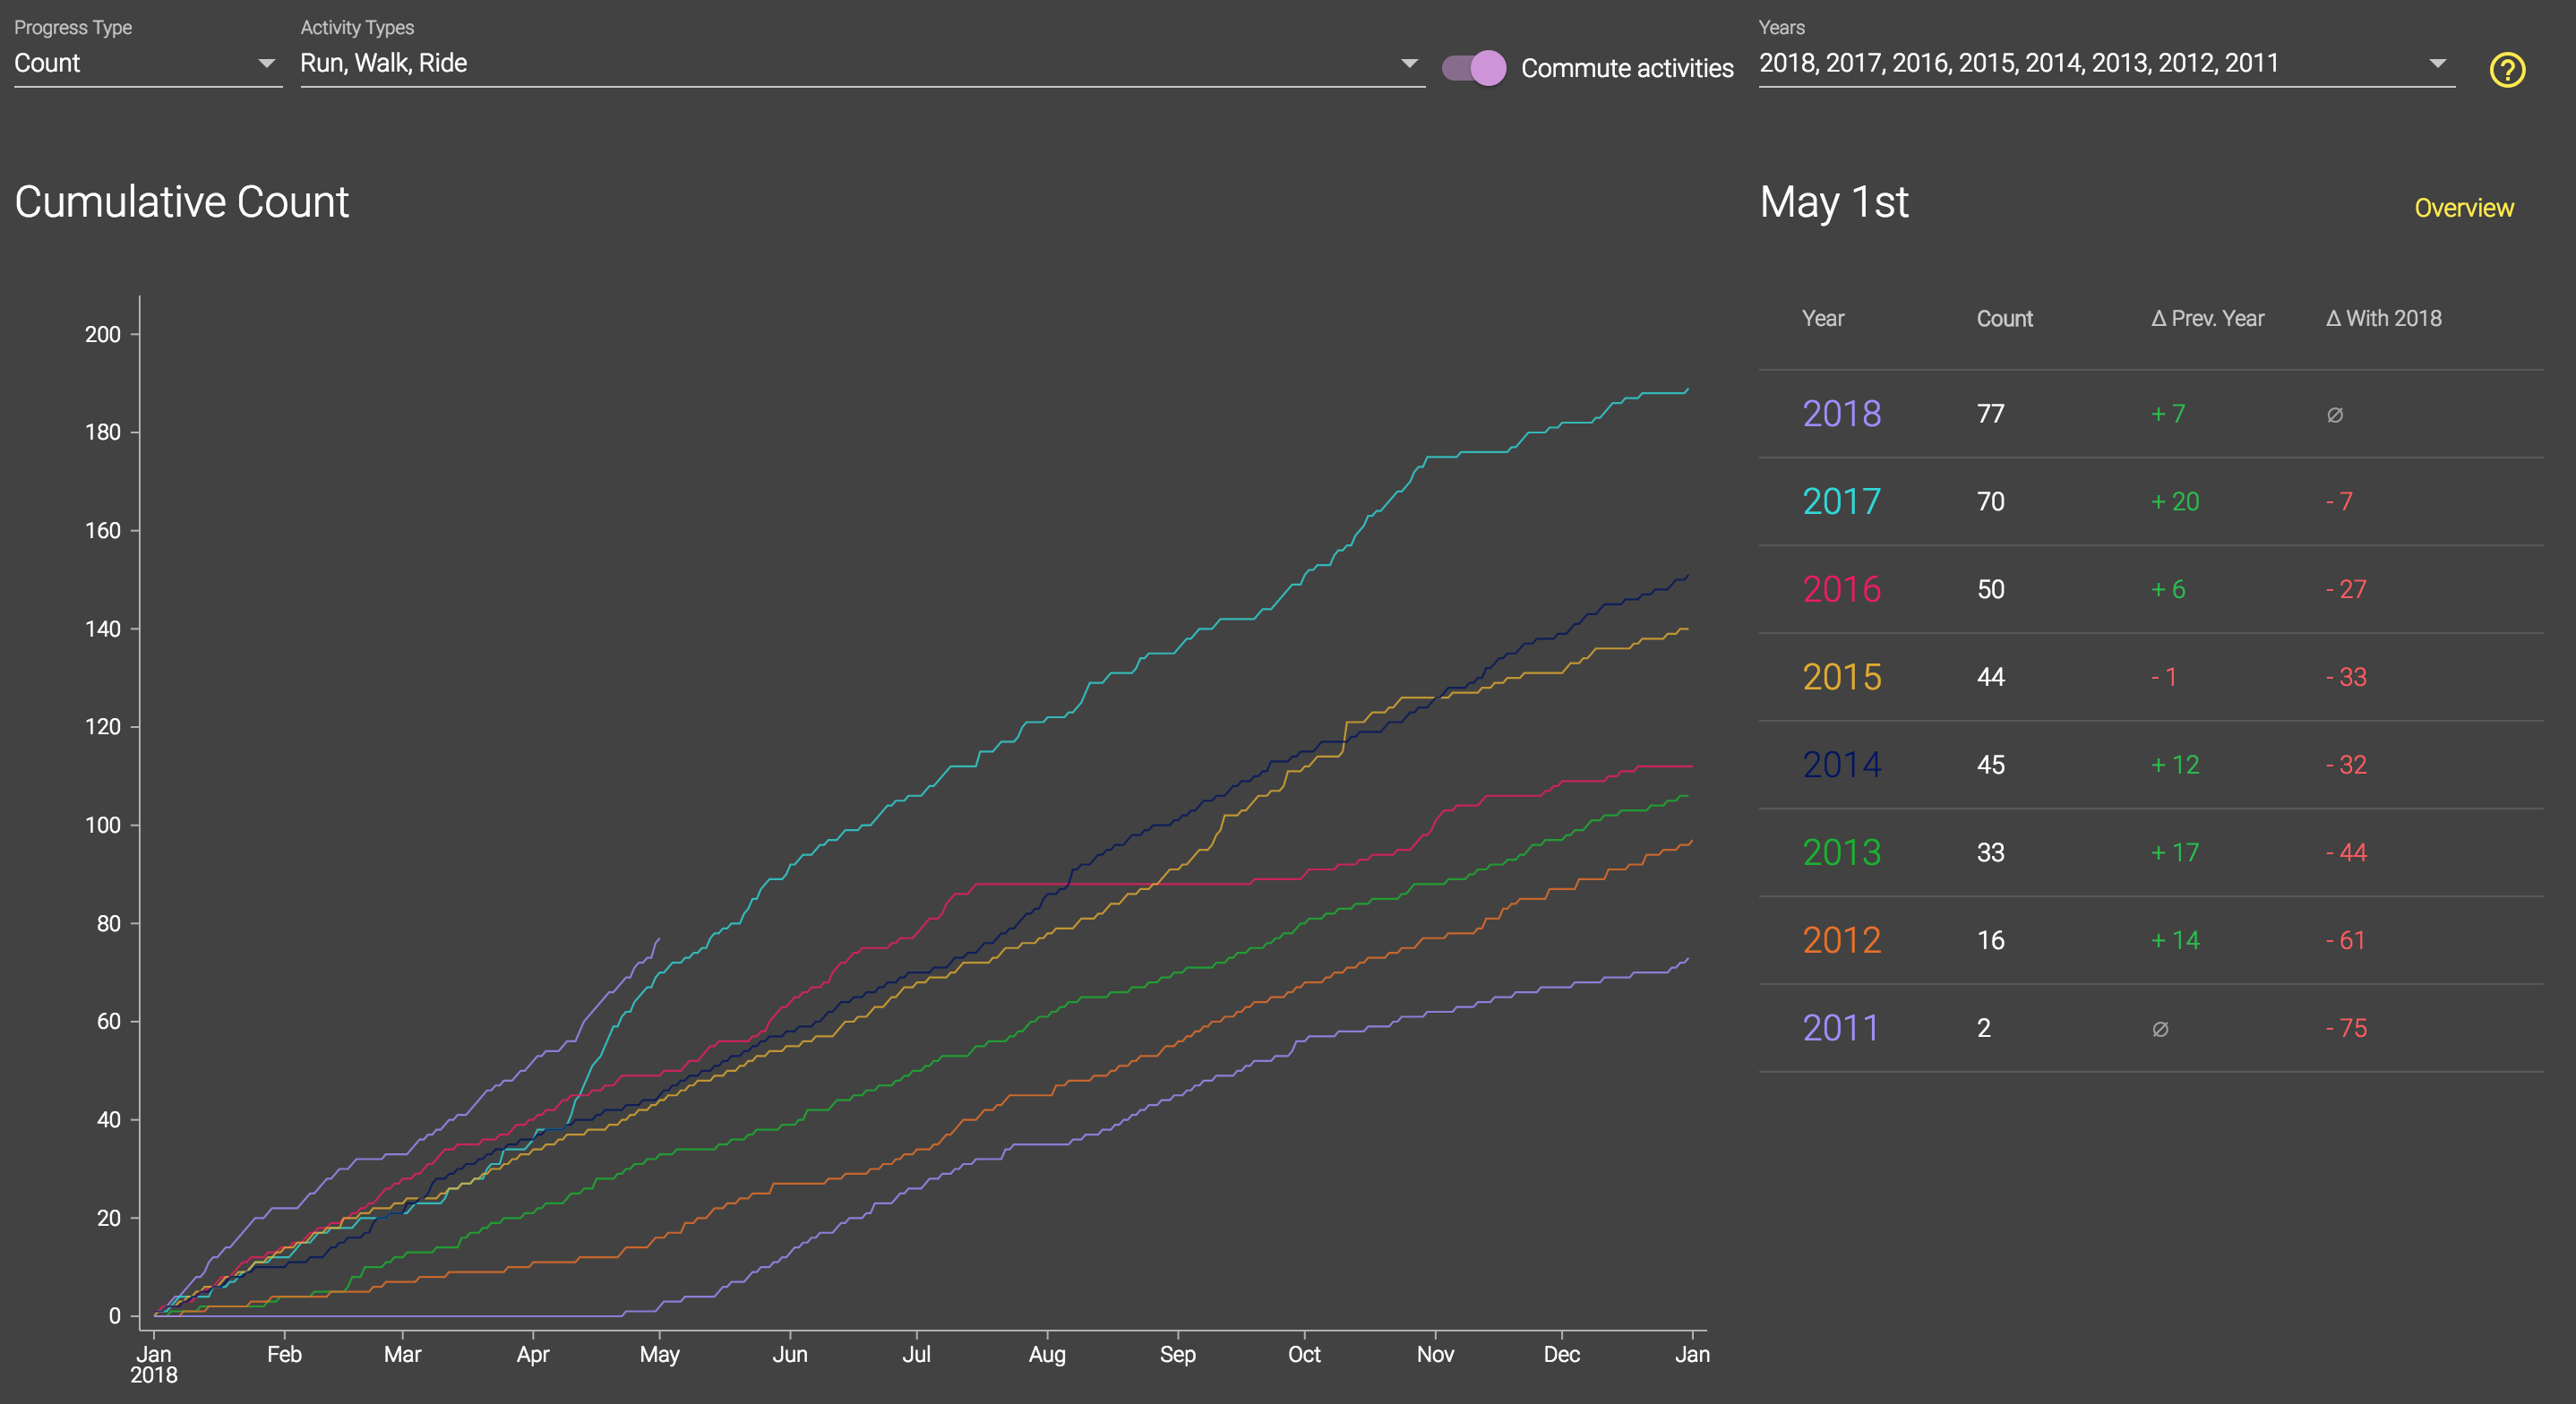 Progress Type
Count
Activity Types
Run, Walk, Ride
Commute activities
Years
2018, 2017, 2016, 2015, 2014, 2013, 2012, 2011
?
Cumulative Count
200
180
160
140
120
100
80
60
40
20
0
Jan Feb Mar Apr May Jun Jul Aug Sep Oct Nov Dec Jan
2018
May 1st
Overview
Year Count Δ Prev. Year Δ With 2018
2018 77 + 7 ∅
2017 70 + 20 - 7
2016 50 + 6 - 27
2015 44 - 1 - 33
2014 45 + 12 - 32
2013 33 + 17 - 44
2012 16 + 14 - 61
2011 2 ∅ - 75